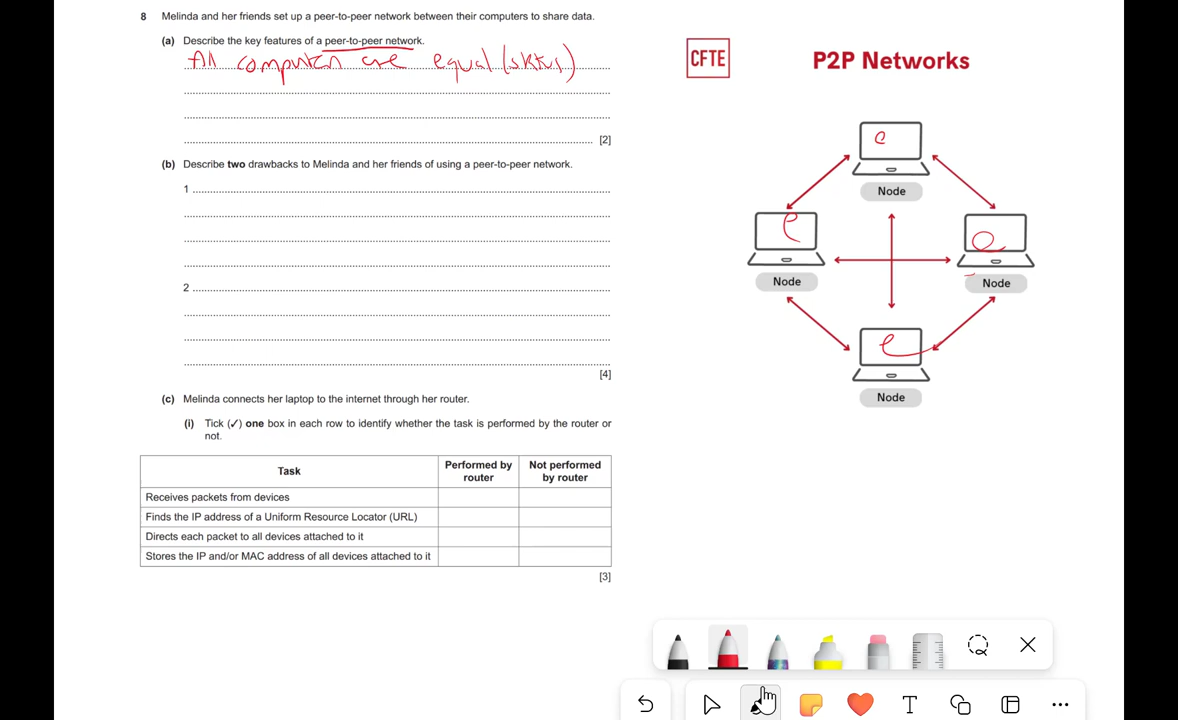 8 Melinda and her friends set up a peer-to-peer network between their computers to share data.
(a) Describe the key features of a peer-to-peer network.
All computers are equal (status)
[2]
(b) Describe two drawbacks to Melinda and her friends of using a peer-to-peer network.
1
2
[4]
(c) Melinda connects her laptop to the internet through her router.
(i) Tick (✓) one box in each row to identify whether the task is performed by the router or
not.
Task
Performed by
router
Not performed
by router
Receives packets from devices
Finds the IP address of a Uniform Resource Locator (URL)
Directs each packet to all devices attached to it
Stores the IP and/or MAC address of all devices attached to it
[3]
CFTE
P2P Networks
e
Node
e
Node
e
Node
e
Node
T